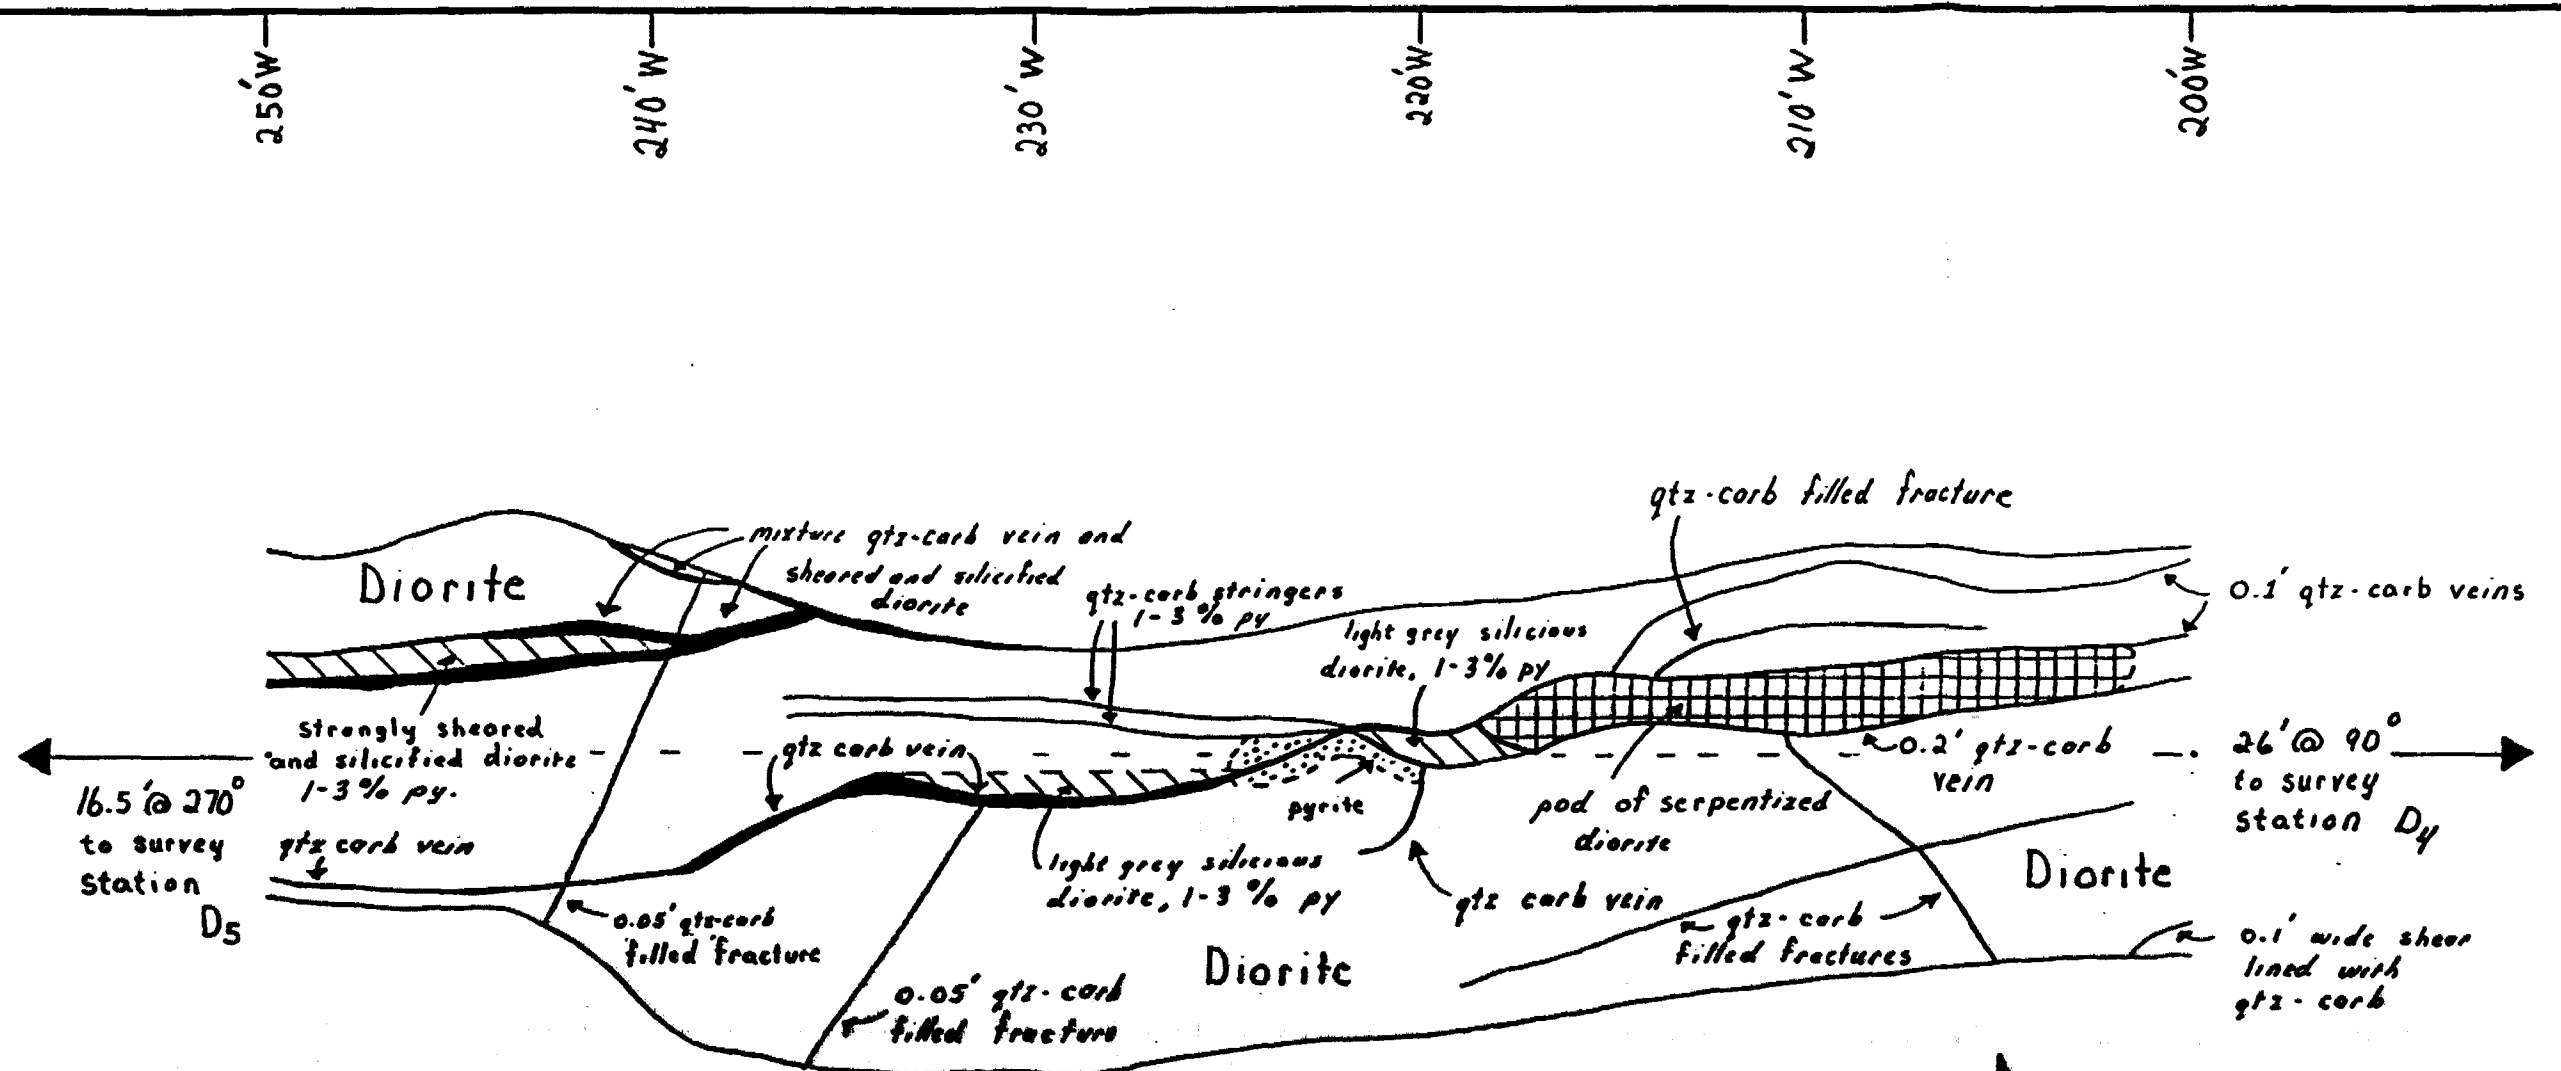 250'W
240'W
230'W
220'W
210'W
200'W
qtz-carb filled fracture
mixture qtz-carb vein and
sheared and silicified
diorite
Diorite
qtz-carb stringers
1-3% py
0.1' qtz-carb veins
light grey silicious
diorite, 1-3% py
strongly sheared
and silicified diorite
1-3% py.
qtz carb vein
0.2' qtz-carb
vein
26' @ 90°
to survey
station D4
16.5' @ 270°
to survey
station
D5
pyrite
pod of serpentized
diorite
qtz carb vein
light grey silicious
diorite, 1-3% py
qtz carb vein
Diorite
0.05' qtz-carb
filled fracture
qtz-carb
filled fractures
0.1' wide shear
lined with
qtz-carb
Diorite
0.05' qtz-carb
filled fracture